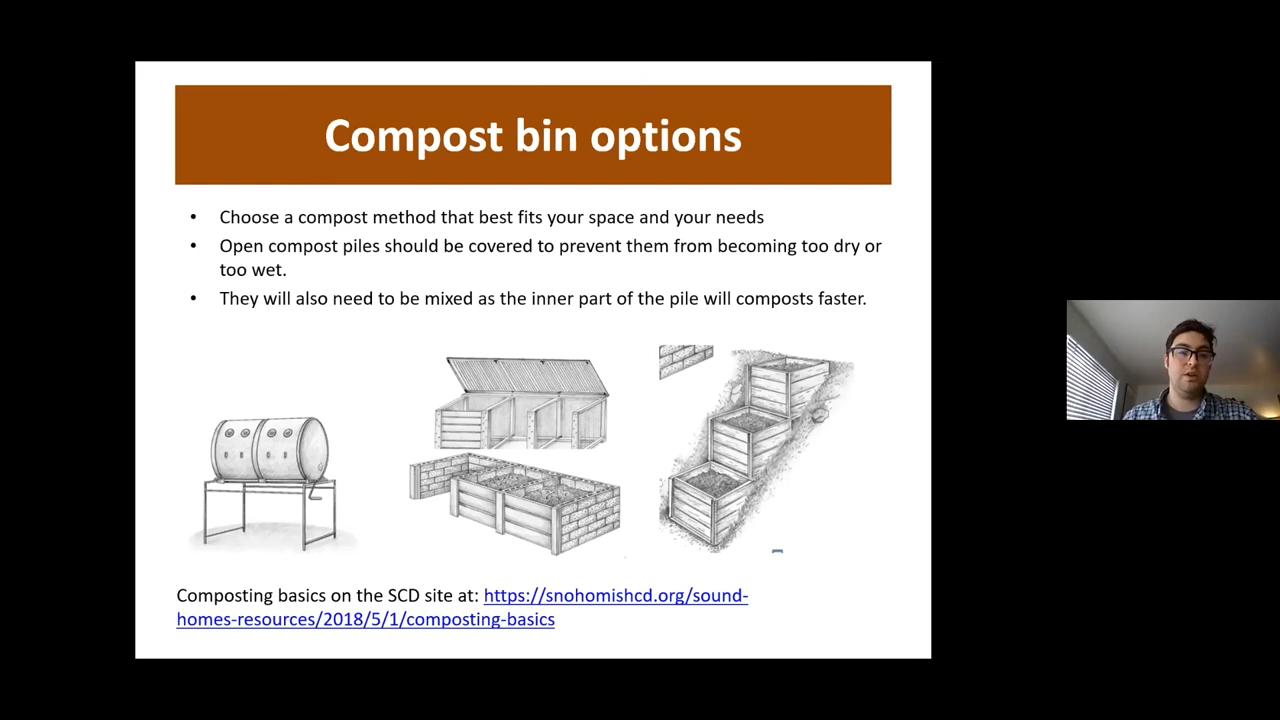 Compost bin options
• Choose a compost method that best fits your space and your needs
• Open compost piles should be covered to prevent them from becoming too dry or
too wet.
• They will also need to be mixed as the inner part of the pile will composts faster.
Composting basics on the SCD site at: https://snohomishcd.org/sound-
homes-resources/2018/5/1/composting-basics